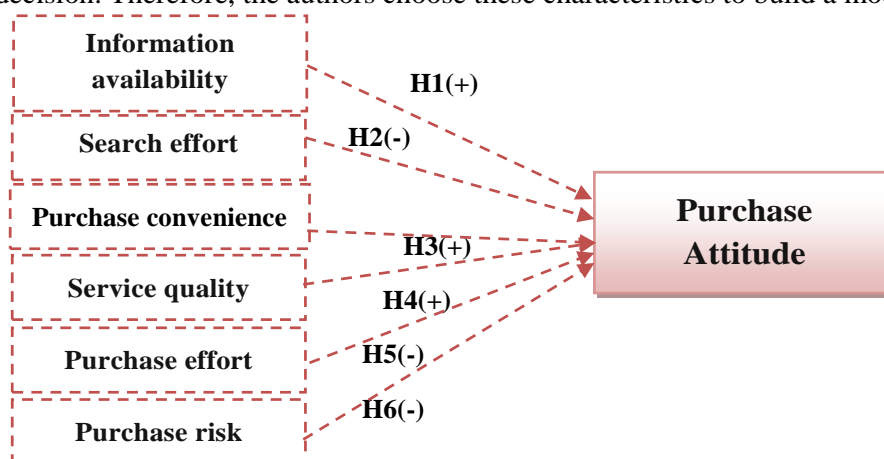 decision. Therefore, the authors choose these characteristics to build a mo
Information
availability
H1(+)
Search effort
H2(-)
Purchase convenience
H3(+)
Service quality
H4(+)
Purchase effort
H5(-)
Purchase risk
H6(-)
Purchase
Attitude